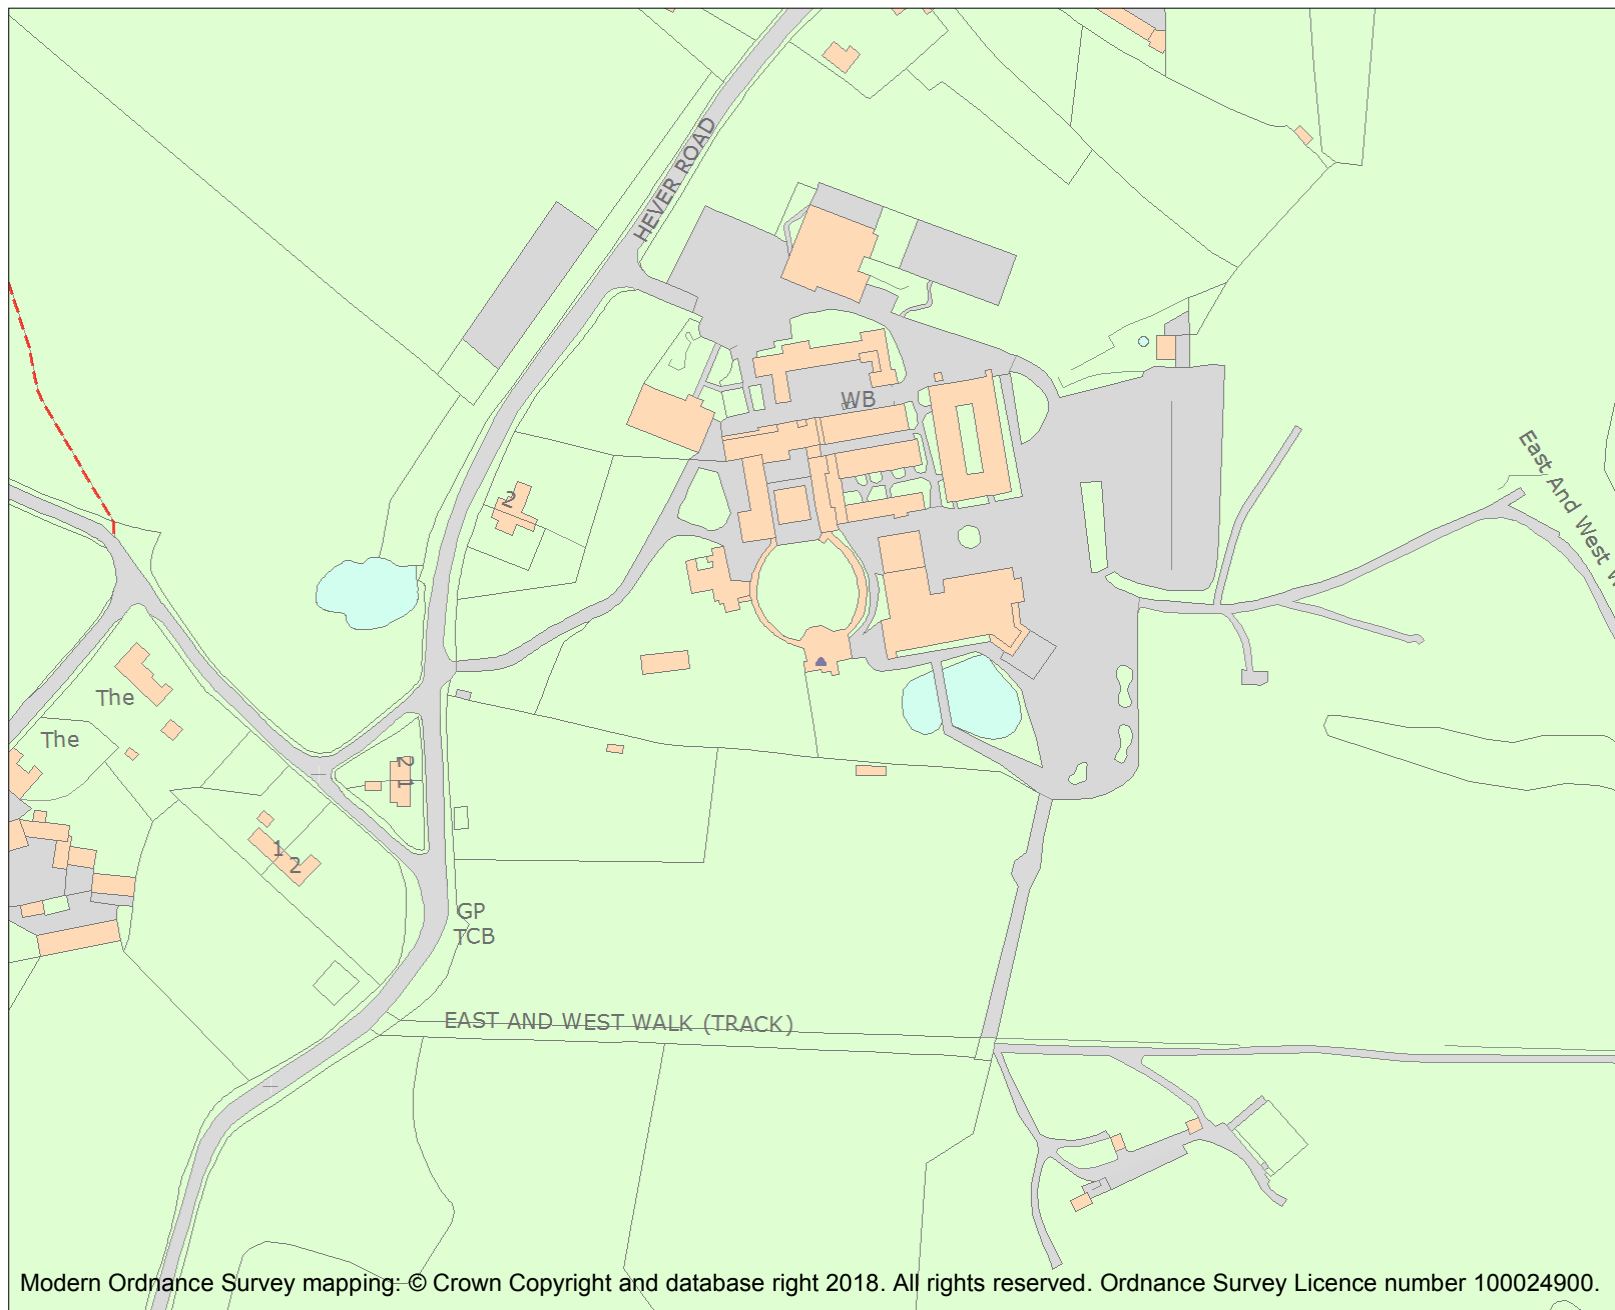 HEVER ROAD
WB
East And West W
2
The
The
2 1
1
2
GP
TCB
EAST AND WEST WALK (TRACK)
Modern Ordnance Survey mapping: © Crown Copyright and database right 2018. All rights reserved. Ordnance Survey Licence number 100024900.